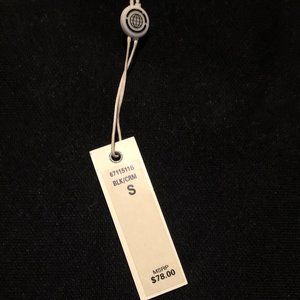 67115116
BLK/CRM
S
MSRP
$78.00